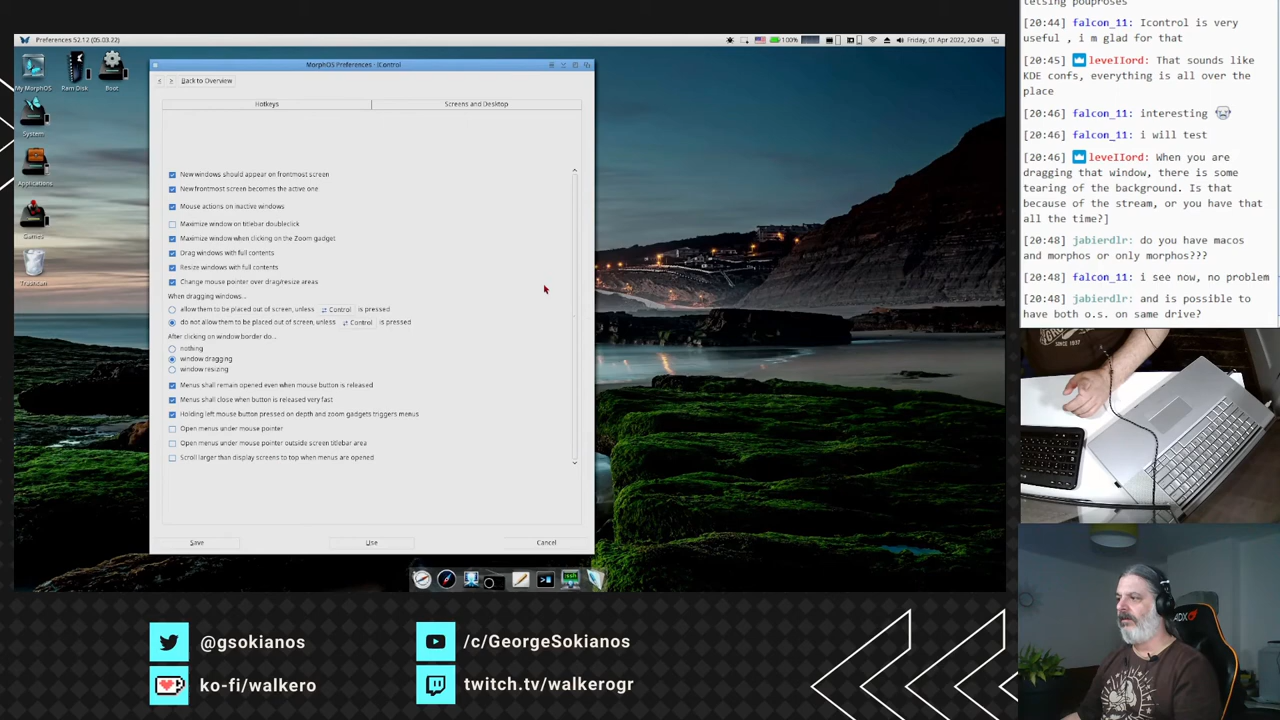 Preferences 52.12 (05.03.22)
100%
Friday, 01 Apr 2022, 20:49
My MorphOS
Ram Disk
Boot
System
Applications
Games
Trashcan
MorphOS Preferences - IControl
Back to Overview
Hotkeys
Screens and Desktop
New windows should appear on frontmost screen
New frontmost screen becomes the active one
Mouse actions on inactive windows
Maximize window on titlebar doubleclick
Maximize window when clicking on the Zoom gadget
Drag windows with full contents
Resize windows with full contents
Change mouse pointer over drag/resize areas
When dragging windows...
allow them to be placed out of screen, unless Control is pressed
do not allow them to be placed out of screen, unless Control is pressed
After clicking on window border do...
nothing
window dragging
window resizing
Menus shall remain opened even when mouse button is released
Menus shall close when button is released very fast
Holding left mouse button pressed on depth and zoom gadgets triggers menus
Open menus under mouse pointer
Open menus under mouse pointer outside screen titlebar area
Scroll larger than display screens to top when menus are opened
Save
Use
Cancel
ssh
tetsing pouproses
[20:44] falcon_11: Icontrol is very
useful , i m glad for that
[20:45] leveIIord: That sounds like
KDE confs, everything is all over the
place
[20:46] falcon_11: interesting
[20:46] falcon_11: i will test
[20:46] leveIIord: When you are
dragging that window, there is some
tearing of the background. Is that
because of the stream, or you have that
all the time?]
[20:48] jabierdlr: do you have macos
and morphos or only morphos???
[20:48] falcon_11: i see now, no problem
[20:48] jabierdlr: and is possible to
have both o.s. on same drive?
@gsokianos
/c/GeorgeSokianos
ko-fi/walkero
twitch.tv/walkerogr